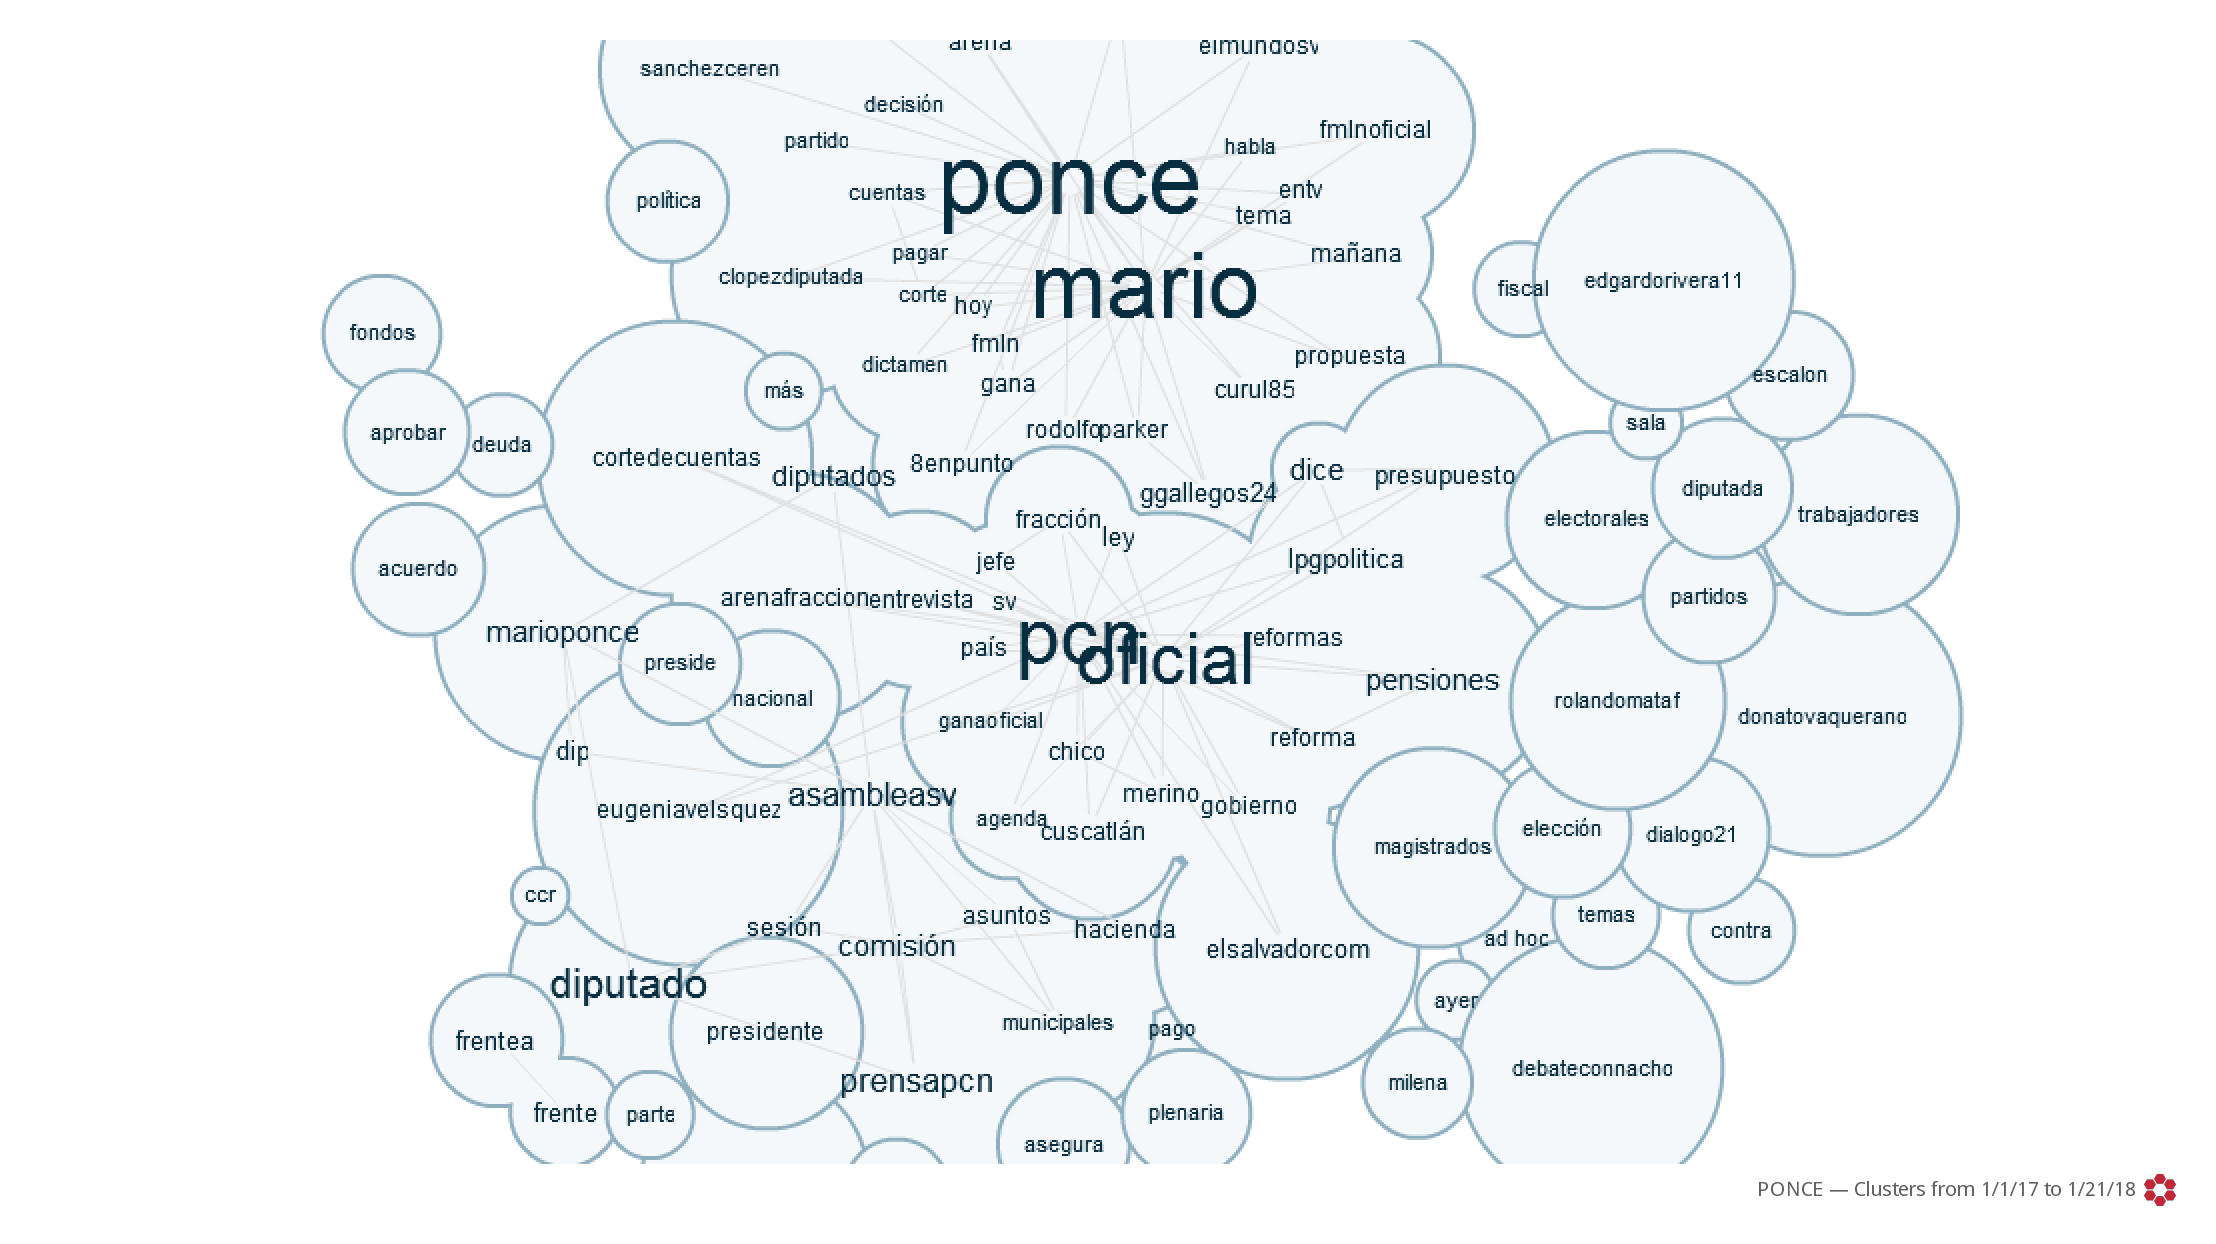 arena
elmundosv
sanchezceren
decisión
fmlnoficial
partido
habla
ponce
política
cuentas
entv
tema
pagar
mañana
clopezdiputada
corte
hoy
mario
fiscal
edgardorivera11
fondos
fmln
dictamen
gana
propuesta
más
curul85
escalon
aprobar
deuda
rodolfo
parker
sala
cortedecuentas
diputados
8enpunto
dice
presupuesto
ggallegos24
diputada
electorales
trabajadores
fracción
ley
acuerdo
jefe
lpgpolitica
arenafraccion
entrevista
sv
partidos
marioponce
país
pcn
oficial
reformas
preside
nacional
pensiones
rolandomataf
donatovaquerano
ganaoficial
dip
chico
reforma
eugeniavelsquez
asambleasv
merino
gobierno
agenda
cuscatlán
magistrados
elección
dialogo21
ccr
sesión
asuntos
hacienda
comisión
elsalvadorcom
ad hoc
temas
contra
diputado
presidente
municipales
pago
ayer
frentea
debateconnacho
prensapcn
milena
frente
parte
plenaria
asegura
PONCE — Clusters from 1/1/17 to 1/21/18